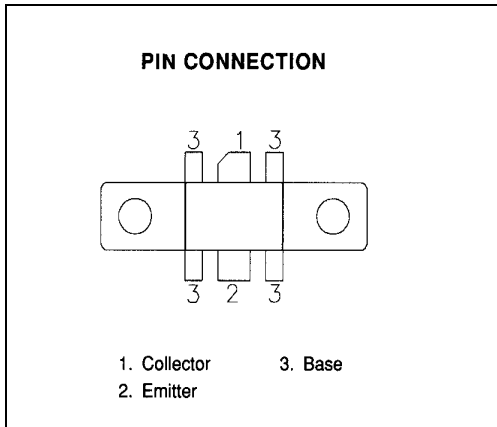 PIN CONNECTION
3 1 3
3 2 3
1. Collector 3. Base
2. Emitter